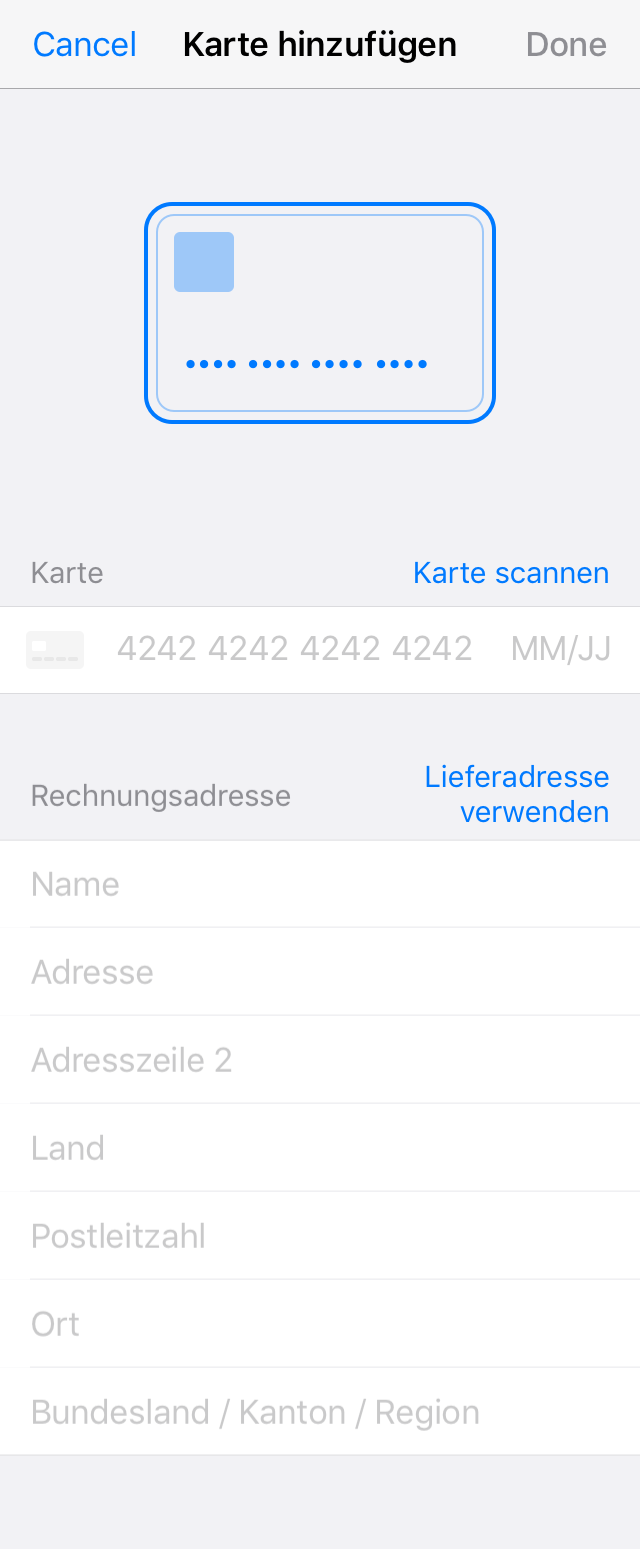 Cancel Karte hinzufügen Done
•••• •••• •••• ••••
Karte Karte scannen
4242 4242 4242 4242 MM/JJ
Rechnungsadresse Lieferadresse
verwenden
Name
Adresse
Adresszeile 2
Land
Postleitzahl
Ort
Bundesland / Kanton / Region